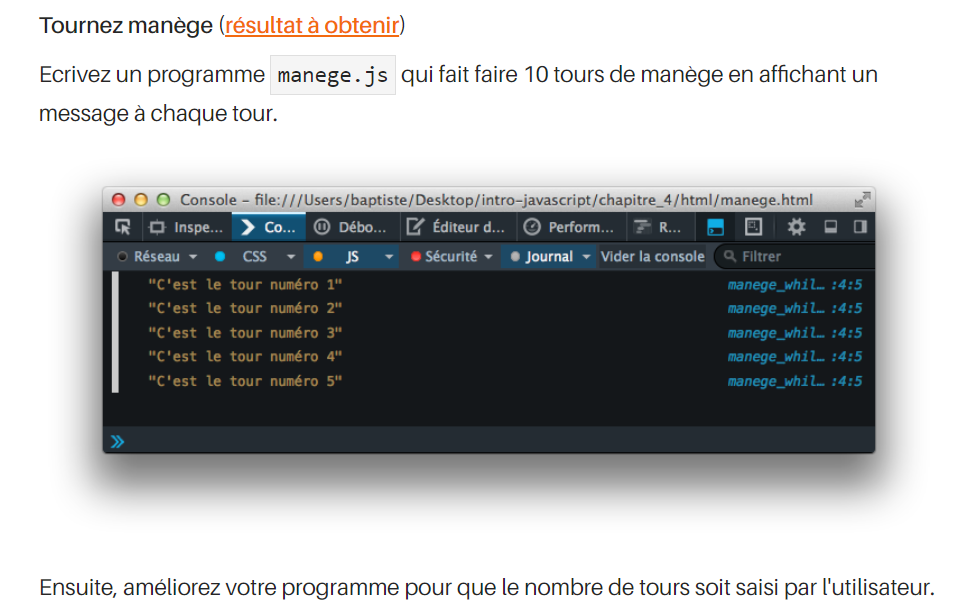 Tournez manège (résultat à obtenir)
Ecrivez un programme manege.js qui fait faire 10 tours de manège en affichant un
message à chaque tour.
Console – file:///Users/baptiste/Desktop/intro-javascript/chapitre_4/html/manege.html
Inspe... Co... Débo... Éditeur d... Perform... R...
Réseau CSS JS Sécurité Journal Vider la console Filtrer
"C'est le tour numéro 1" manege_whil… :4:5
"C'est le tour numéro 2" manege_whil… :4:5
"C'est le tour numéro 3" manege_whil… :4:5
"C'est le tour numéro 4" manege_whil… :4:5
"C'est le tour numéro 5" manege_whil… :4:5
Ensuite, améliorez votre programme pour que le nombre de tours soit saisi par l'utilisateur.